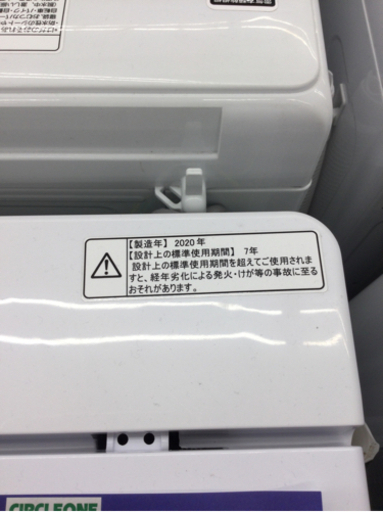 【製造年】 2020年
【設計上の標準使用期間】 7年
設計上の標準使用期間を超えてご使用されま
すと、経年劣化による発火・けが等の事故に至る
おそれがあります。
CIRCLEONE